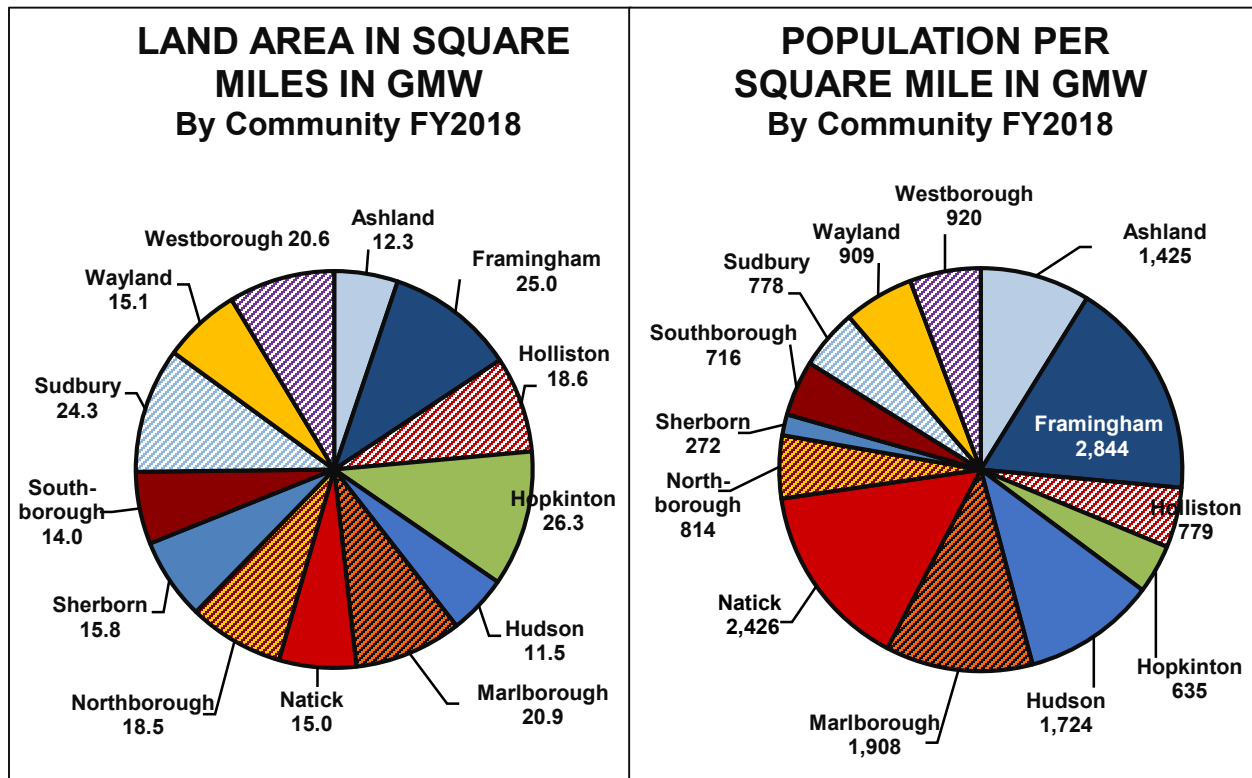 LAND AREA IN SQUARE
MILES IN GMW
By Community FY2018
Ashland
12.3
Framingham
25.0
Holliston
18.6
Hopkinton
26.3
Hudson
11.5
Marlborough
20.9
Natick
15.0
Northborough
18.5
Sherborn
15.8
South-
borough
14.0
Sudbury
24.3
Wayland
15.1
Westborough 20.6
POPULATION PER
SQUARE MILE IN GMW
By Community FY2018
Ashland
1,425
Framingham
2,844
Holliston
779
Hopkinton
635
Hudson
1,724
Marlborough
1,908
Natick
2,426
North-
borough
814
Sherborn
272
Southborough
716
Sudbury
778
Wayland
909
Westborough
920